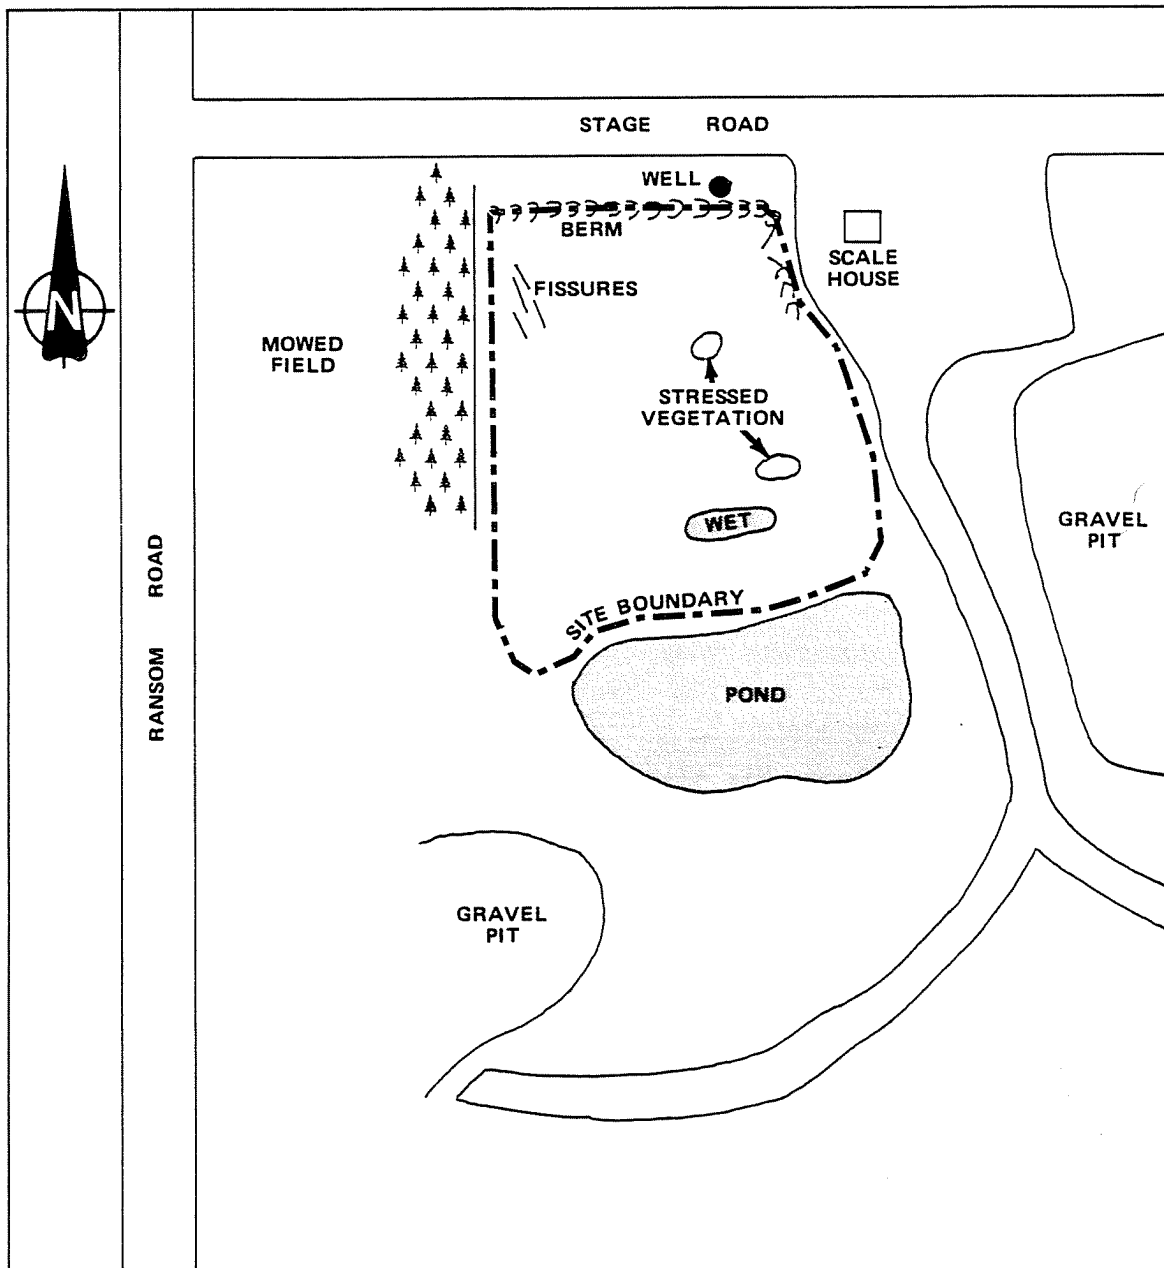 STAGE ROAD
WELL
BERM
SCALE
HOUSE
FISSURES
N
MOWED
FIELD
STRESSED
VEGETATION
WET
GRAVEL
PIT
SITE BOUNDARY
RANSOM ROAD
POND
GRAVEL
PIT